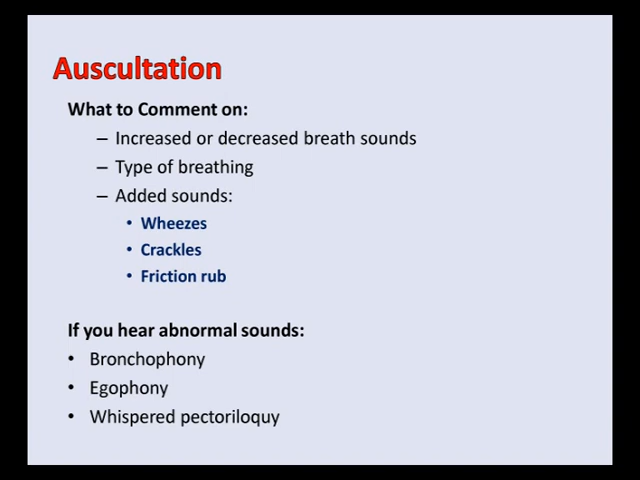 Auscultation
What to Comment on:
– Increased or decreased breath sounds
– Type of breathing
– Added sounds:
• Wheezes
• Crackles
• Friction rub
If you hear abnormal sounds:
• Bronchophony
• Egophony
• Whispered pectoriloquy